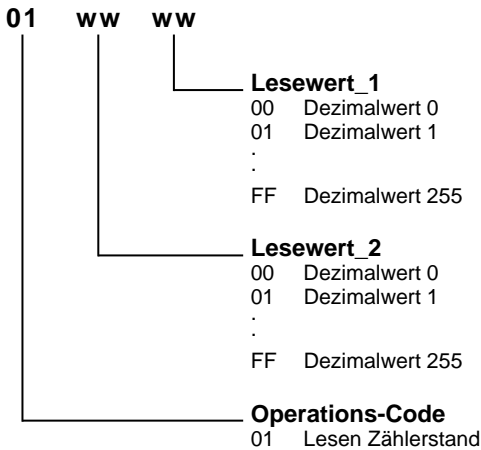 01 ww ww
Lesewert_1
00 Dezimalwert 0
01 Dezimalwert 1
.
.
FF Dezimalwert 255
Lesewert_2
00 Dezimalwert 0
01 Dezimalwert 1
.
.
FF Dezimalwert 255
Operations-Code
01 Lesen Zählerstand